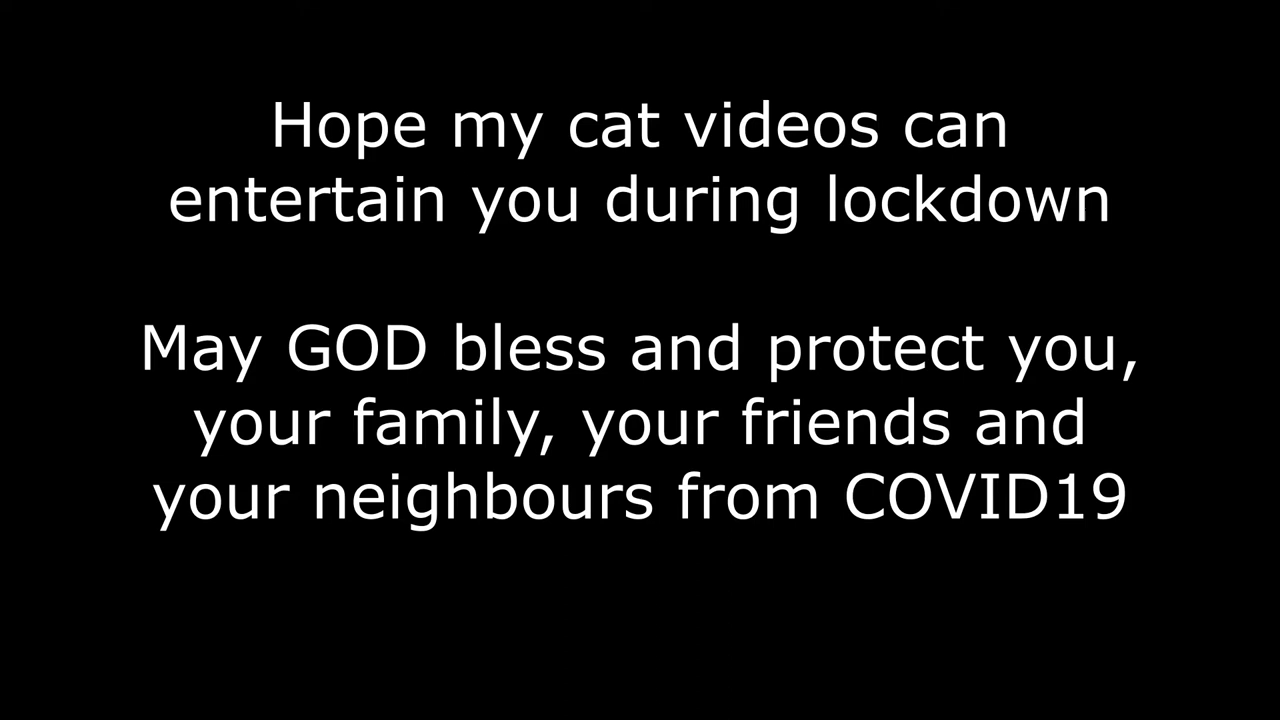 Hope my cat videos can
entertain you during lockdown
May GOD bless and protect you,
your family, your friends and
your neighbours from COVID19